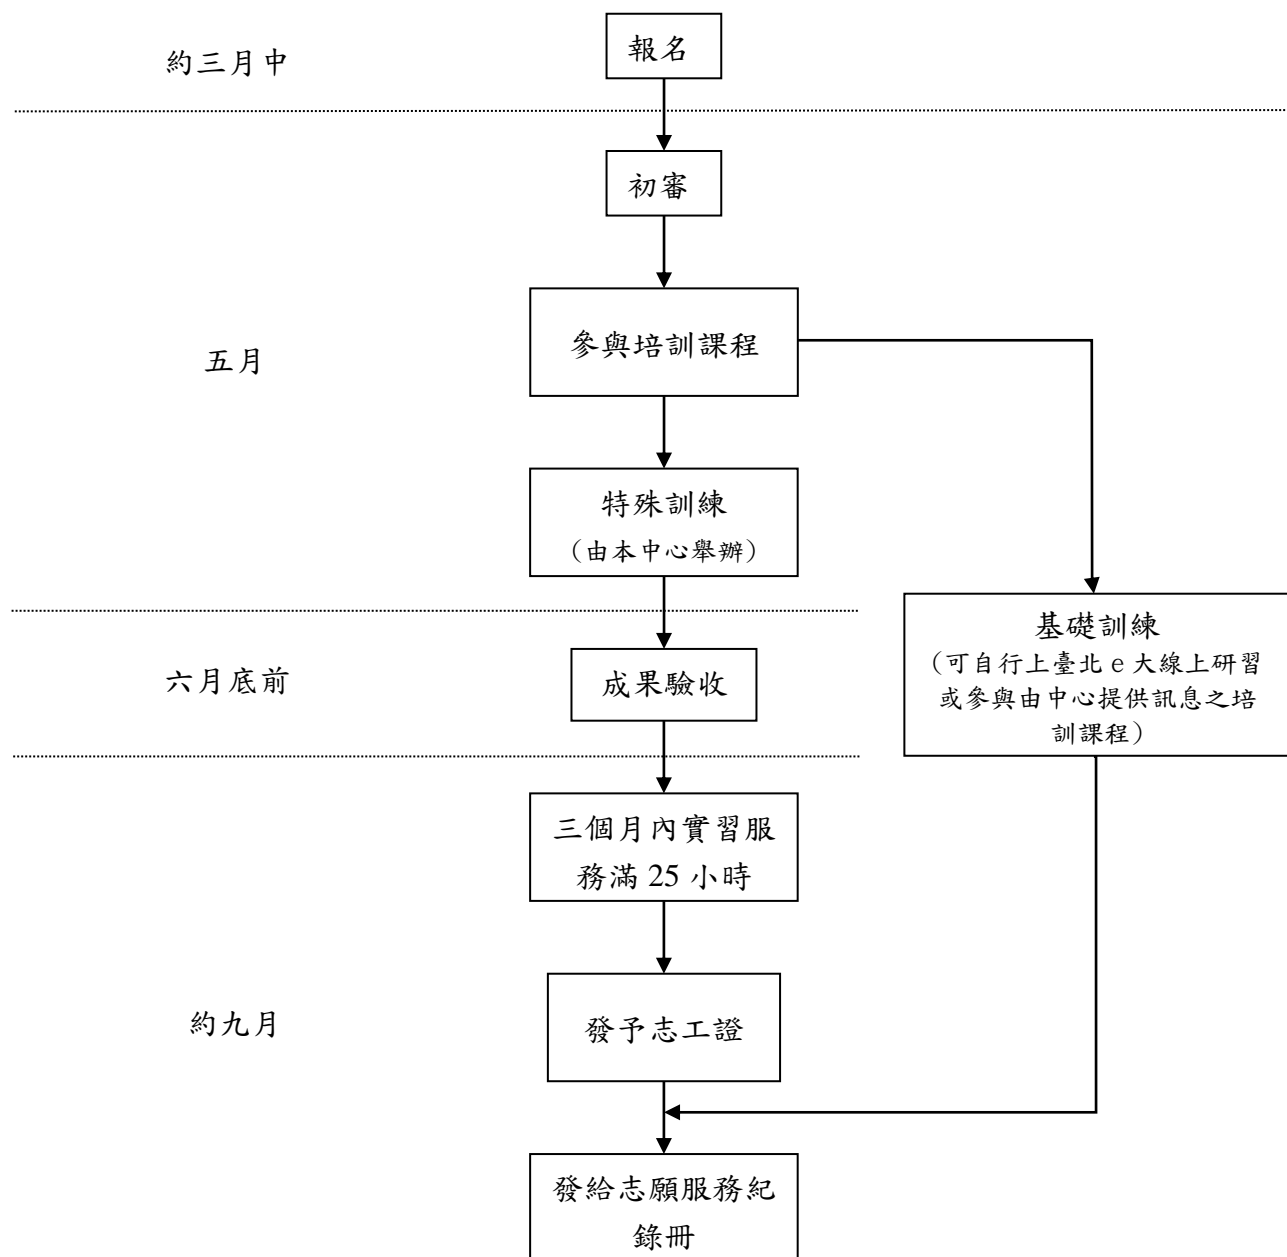 報名
約三月中
初審
參與培訓課程
五月
特殊訓練
（由本中心舉辦）
基礎訓練
（可自行上臺北 e 大線上研習
或參與由中心提供訊息之培
訓課程）
六月底前
成果驗收
三個月內實習服
務滿 25 小時
約九月
發予志工證
發給志願服務紀
錄冊